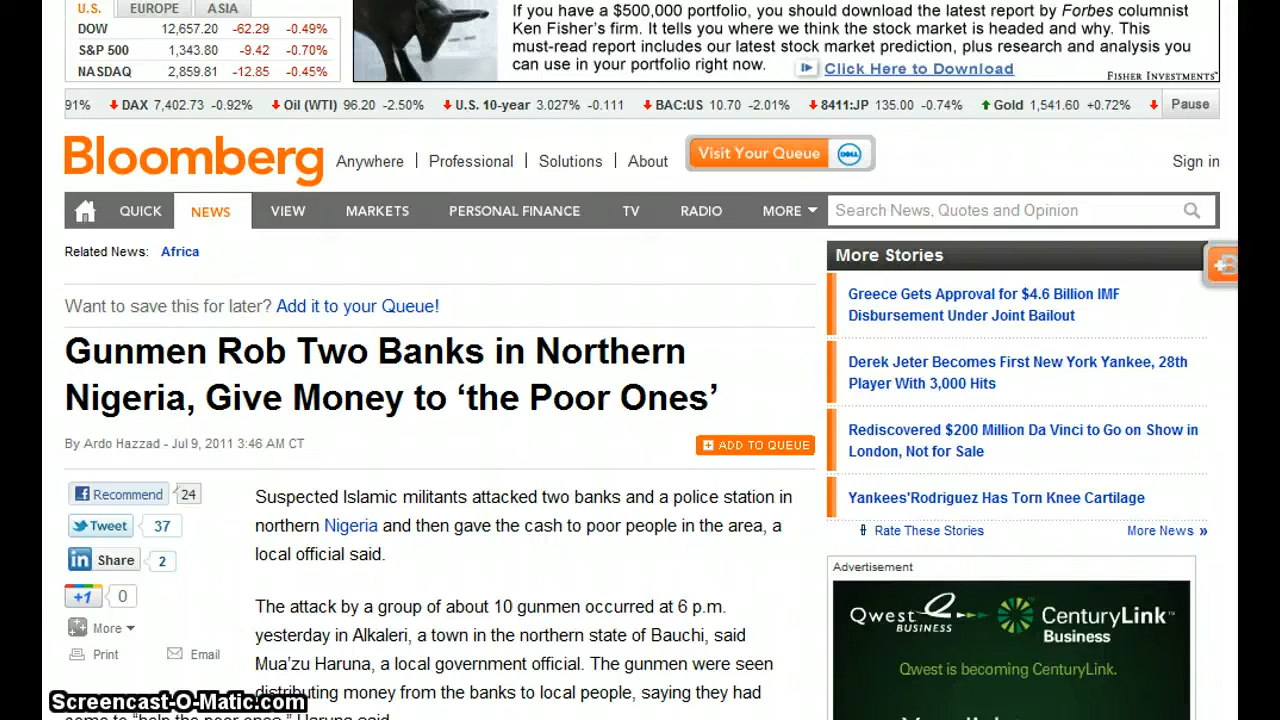 U.S. EUROPE ASIA
DOW 12,657.20 -62.29 -0.49%
S&P 500 1,343.80 -9.42 -0.70%
NASDAQ 2,859.81 -12.85 -0.45%
If you have a $500,000 portfolio, you should download the latest report by Forbes columnist
Ken Fisher's firm. It tells you where we think the stock market is headed and why. This
must-read report includes our latest stock market prediction, plus research and analysis you
can use in your portfolio right now. Click Here to Download
FISHER INVESTMENTS™
91% DAX 7,402.73 -0.92% Oil (WTI) 96.20 -2.50% U.S. 10-year 3.027% -0.111 BAC:US 10.70 -2.01% 8411:JP 135.00 -0.74% Gold 1,541.60 +0.72% Pause
Bloomberg Anywhere | Professional | Solutions | About Visit Your Queue DELL Sign in
QUICK NEWS VIEW MARKETS PERSONAL FINANCE TV RADIO MORE Search News, Quotes and Opinion
Related News: Africa
Want to save this for later? Add it to your Queue!
Gunmen Rob Two Banks in Northern
Nigeria, Give Money to ‘the Poor Ones’
By Ardo Hazzad - Jul 9, 2011 3:46 AM CT
ADD TO QUEUE
Recommend 24
Tweet 37
in Share 2
+1 0
More
Print Email
Suspected Islamic militants attacked two banks and a police station in
northern Nigeria and then gave the cash to poor people in the area, a
local official said.
The attack by a group of about 10 gunmen occurred at 6 p.m.
yesterday in Alkaleri, a town in the northern state of Bauchi, said
Mua’zu Haruna, a local government official. The gunmen were seen
distributing money from the banks to local people, saying they had
come to “help the poor ones,” Haruna said.
More Stories
Greece Gets Approval for $4.6 Billion IMF
Disbursement Under Joint Bailout
Derek Jeter Becomes First New York Yankee, 28th
Player With 3,000 Hits
Rediscovered $200 Million Da Vinci to Go on Show in
London, Not for Sale
Yankees'Rodriguez Has Torn Knee Cartilage
Rate These Stories More News »
Advertisement
Qwest BUSINESS CenturyLink™ Business
Qwest is becoming CenturyLink.
Screencast-O-Matic.com